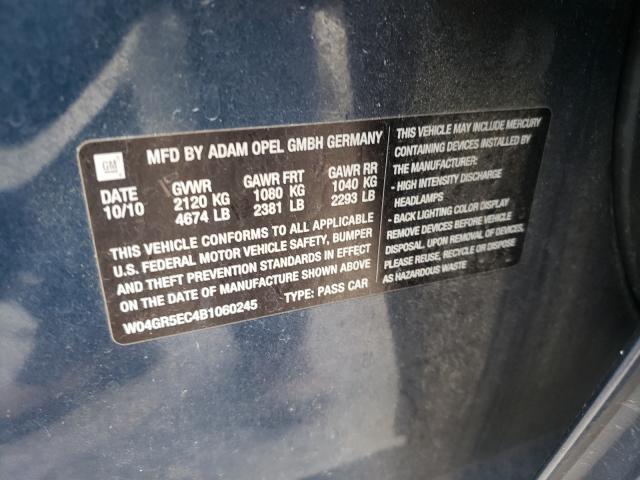 GM
MFD BY ADAM OPEL GMBH GERMANY
DATE GVWR GAWR FRT GAWR RR
10/10 2120 KG 1080 KG 1040 KG
4674 LB 2381 LB 2293 LB
THIS VEHICLE CONFORMS TO ALL APPLICABLE
U.S. FEDERAL MOTOR VEHICLE SAFETY, BUMPER
AND THEFT PREVENTION STANDARDS IN EFFECT
ON THE DATE OF MANUFACTURE SHOWN ABOVE
W04GR5EC4B1060245 TYPE: PASS CAR
THIS VEHICLE MAY INCLUDE MERCURY
CONTAINING DEVICES INSTALLED BY
THE MANUFACTURER:
- HIGH INTENSITY DISCHARGE
HEADLAMPS
- BACK LIGHTING COLOR DISPLAY
REMOVE DEVICES BEFORE VEHICLE
DISPOSAL. UPON REMOVAL OF DEVICES,
PLEASE REUSE, RECYCLE OR DISPOSE
AS HAZARDOUS WASTE